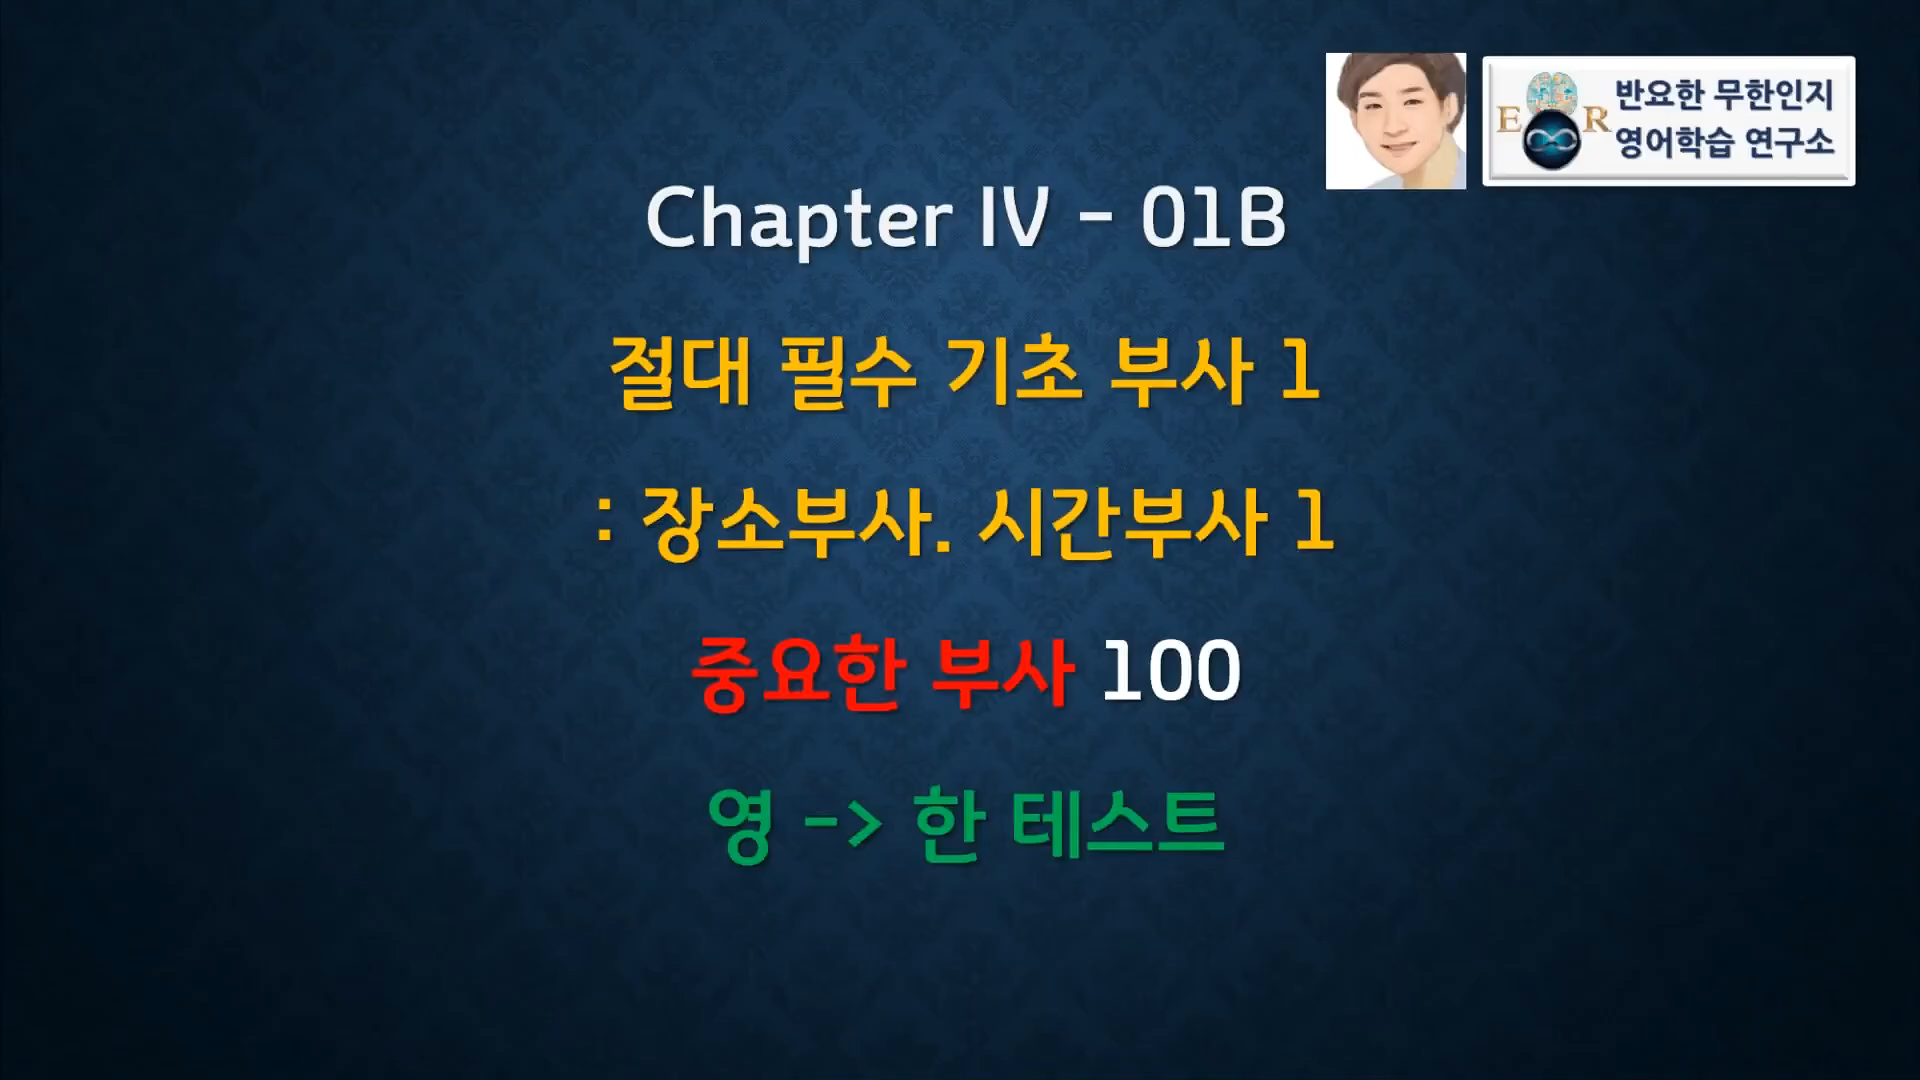 E R 반요한 무한인지
영어학습 연구소
Chapter IV - 01B
절대 필수 기초 부사 1
: 장소부사. 시간부사 1
중요한 부사 100
영 -> 한 테스트